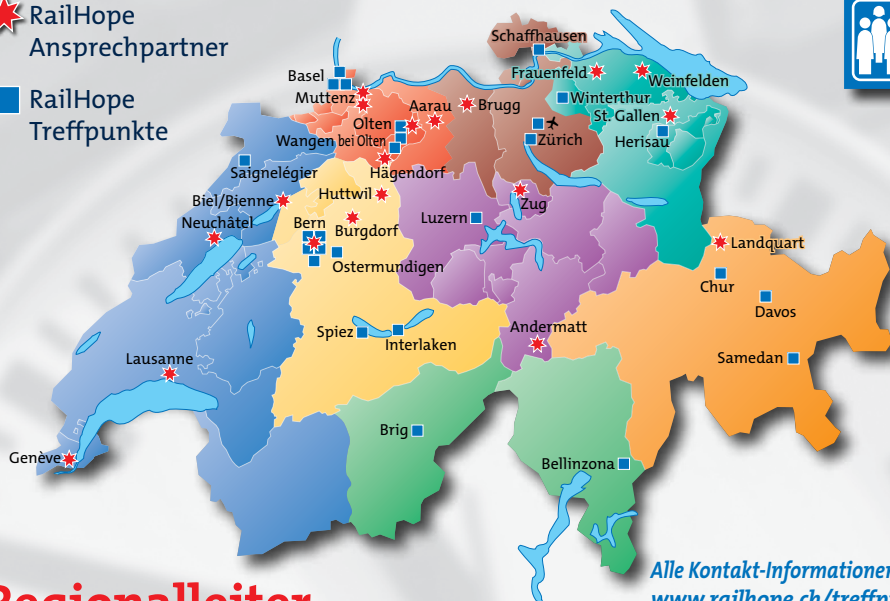 RailHope
Ansprechpartner
RailHope
Treffpunkte
Schaffhausen
Basel
Frauenfeld
Weinfelden
Muttenz
Aarau
Brugg
Winterthur
Olten
St. Gallen
Wangen bei Olten
Zürich
Herisau
Saignelégier
Hägendorf
Biel/Bienne
Huttwil
Zug
Neuchâtel
Bern
Burgdorf
Luzern
Landquart
Ostermundigen
Chur
Davos
Spiez
Interlaken
Andermatt
Lausanne
Samedan
Brig
Genève
Bellinzona
Regionalleiter
Alle Kontakt-Informationen
www.railhope.ch/treffpu